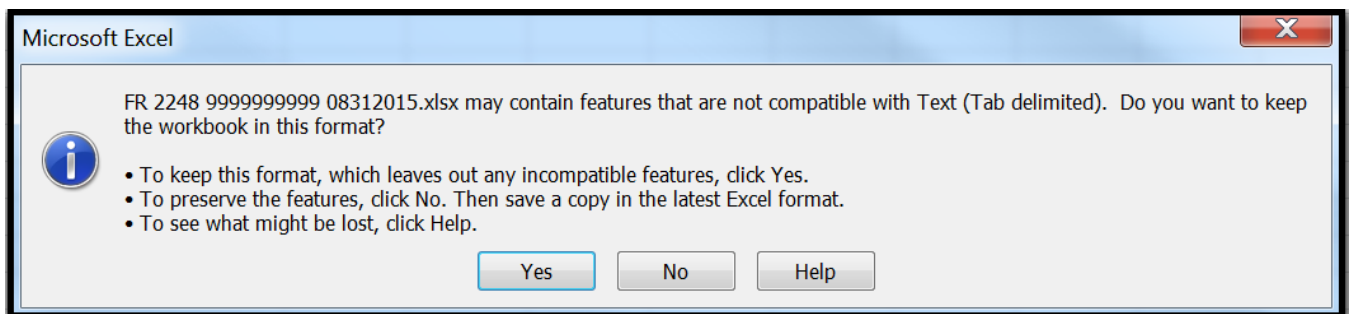 Microsoft Excel
X
FR 2248 9999999999 08312015.xlsx may contain features that are not compatible with Text (Tab delimited).  Do you want to keep
the workbook in this format?
• To keep this format, which leaves out any incompatible features, click Yes.
• To preserve the features, click No. Then save a copy in the latest Excel format.
• To see what might be lost, click Help.
Yes No Help